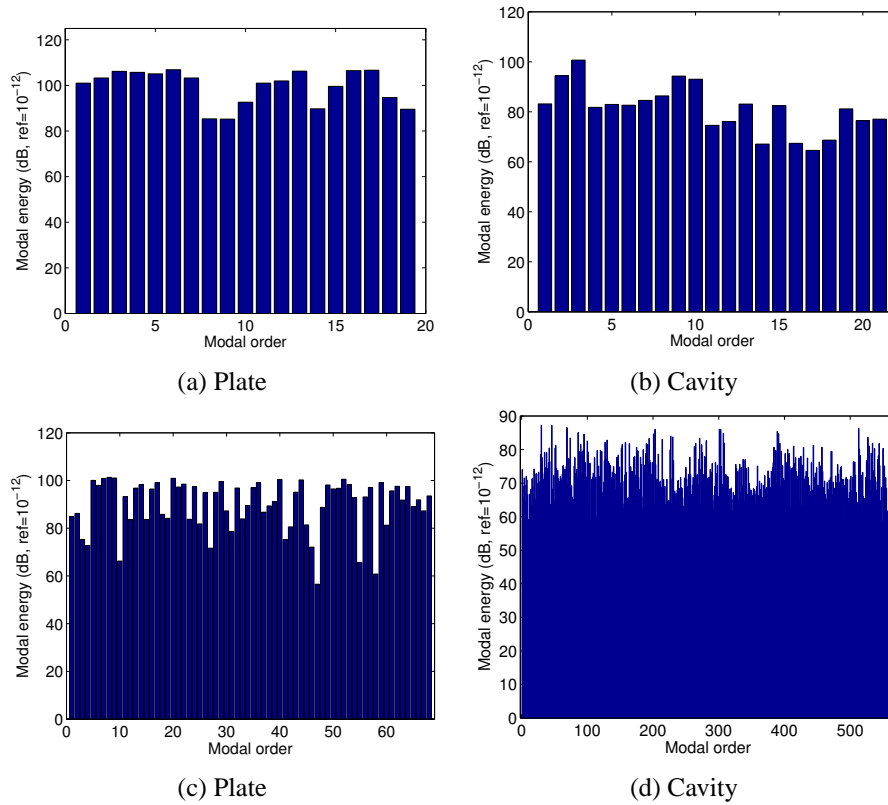 120
100
80
60
40
20
0
Modal energy (dB, ref=10⁻¹²)
0 5 10 15 20
Modal order
(a) Plate
120
100
80
60
40
20
0
Modal energy (dB, ref=10⁻¹²)
0 5 10 15 20
Modal order
(b) Cavity
120
100
80
60
40
20
0
Modal energy (dB, ref=10⁻¹²)
0 10 20 30 40 50 60
Modal order
(c) Plate
90
80
70
60
50
40
30
20
10
0
Modal energy (dB, ref=10⁻¹²)
0 100 200 300 400 500
Modal order
(d) Cavity